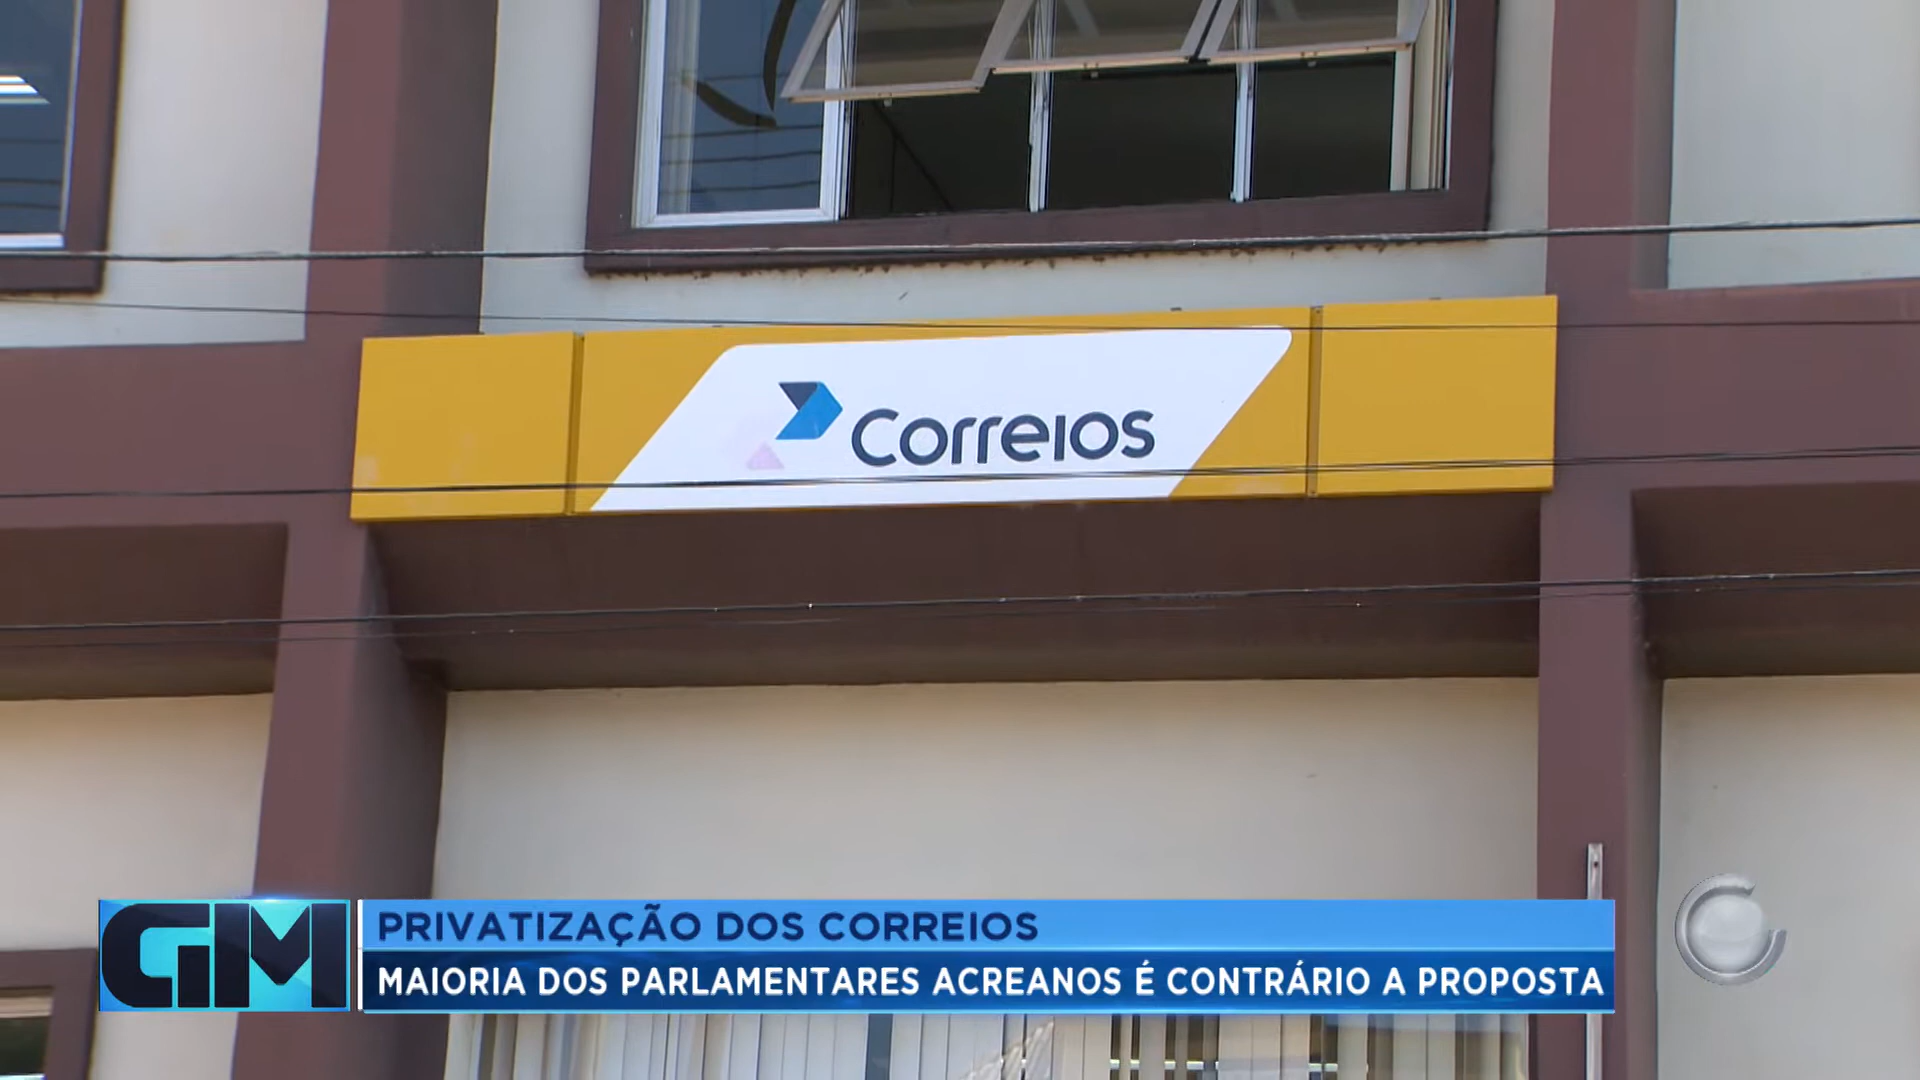 Correios
GM
PRIVATIZAÇÃO DOS CORREIOS
MAIORIA DOS PARLAMENTARES ACREANOS É CONTRÁRIO A PROPOSTA